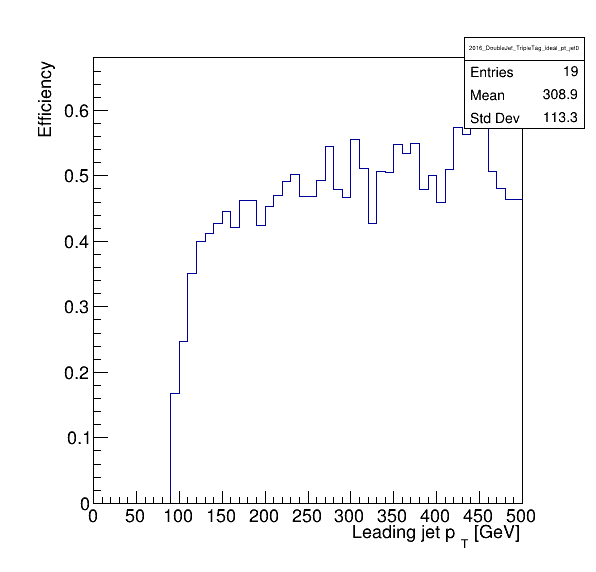 2016_DoubleJet_TripleTag_Ideal_pt_jet0
Entries 19
Mean 308.9
Std Dev 113.3
Efficiency
0.6
0.5
0.4
0.3
0.2
0.1
0
0 50 100 150 200 250 300 350 400 450 500
Leading jet p T [GeV]